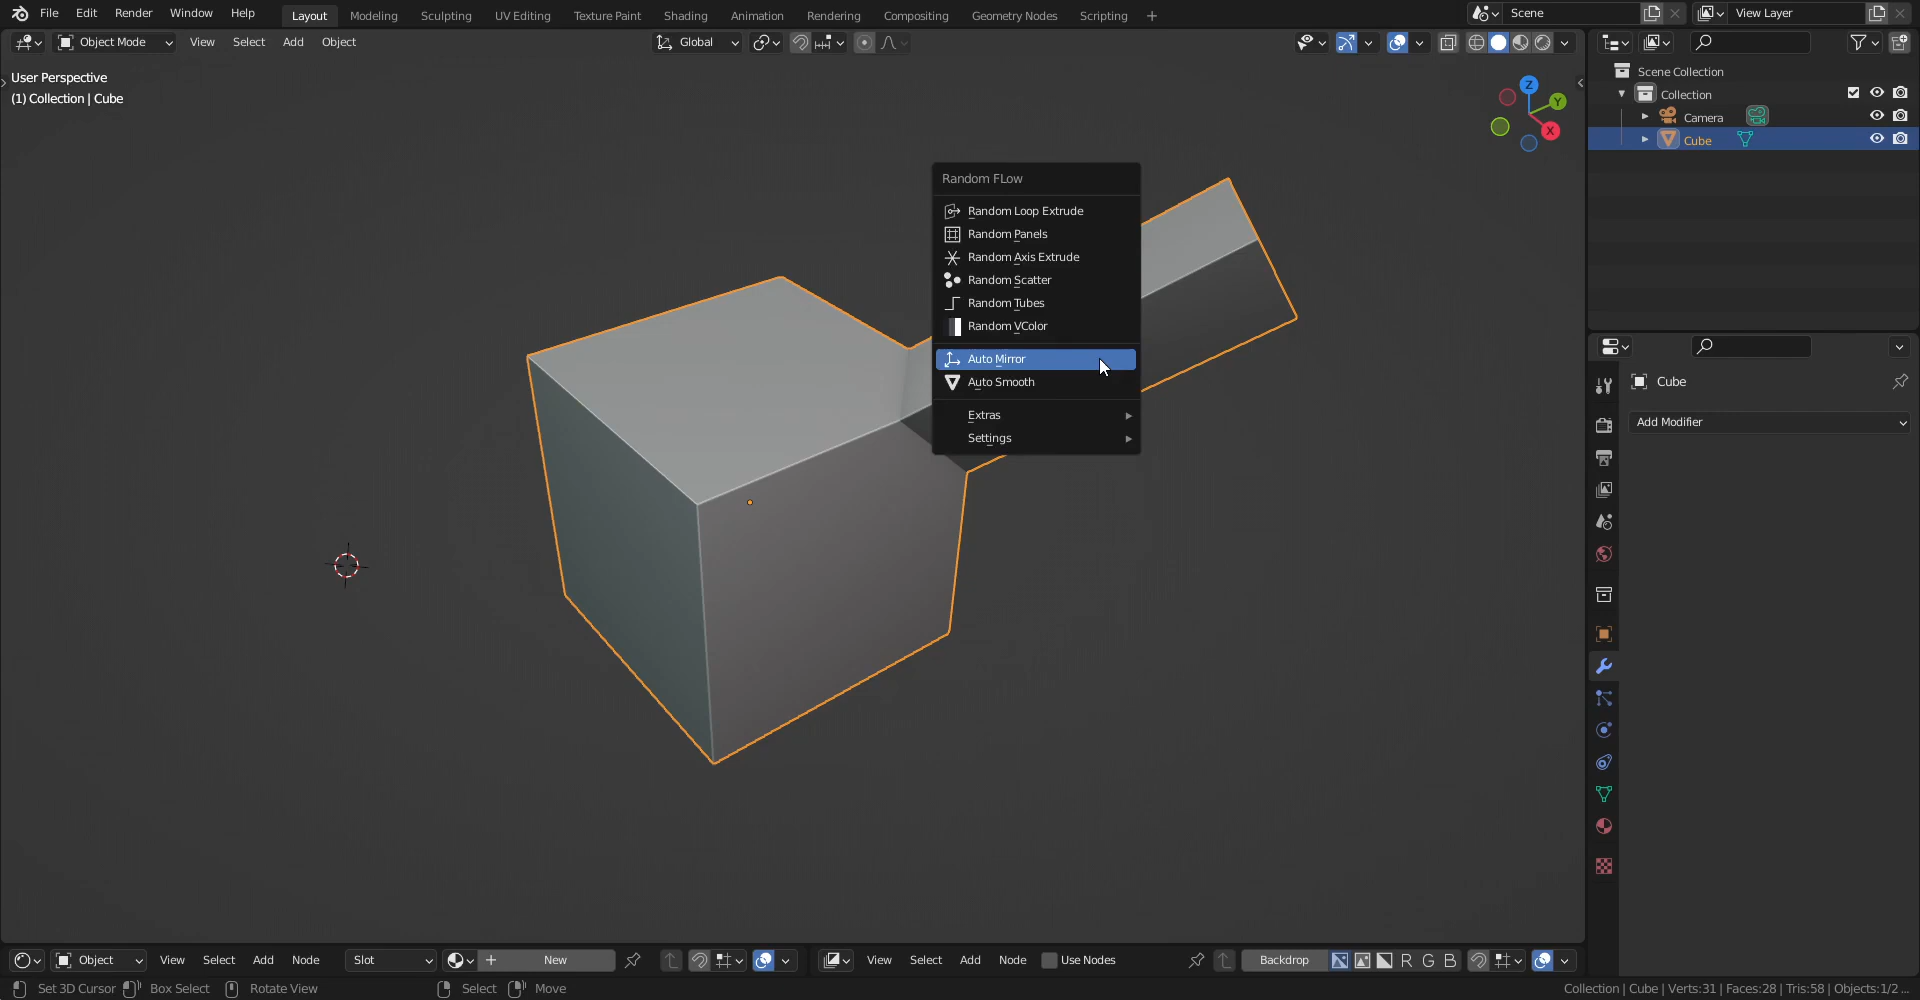 File Edit Render Window Help Layout Modeling Sculpting UV Editing Texture Paint Shading Animation Rendering Compositing Geometry Nodes Scripting + Scene View Layer
Object Mode View Select Add Object Global
User Perspective
(1) Collection | Cube
Z
Y
X
Scene Collection
Collection
Camera
Cube
Random FLow
Random Loop Extrude
Random Panels
Random Axis Extrude
Random Scatter
Random Tubes
Random VColor
Auto Mirror
Auto Smooth
Extras
Settings
Cube
Add Modifier
Object View Select Add Node Slot New View Select Add Node Use Nodes Backdrop R G B
Set 3D Cursor Box Select Rotate View Select Move Collection | Cube | Verts:31 | Faces:28 | Tris:58 | Objects:1/2 ...